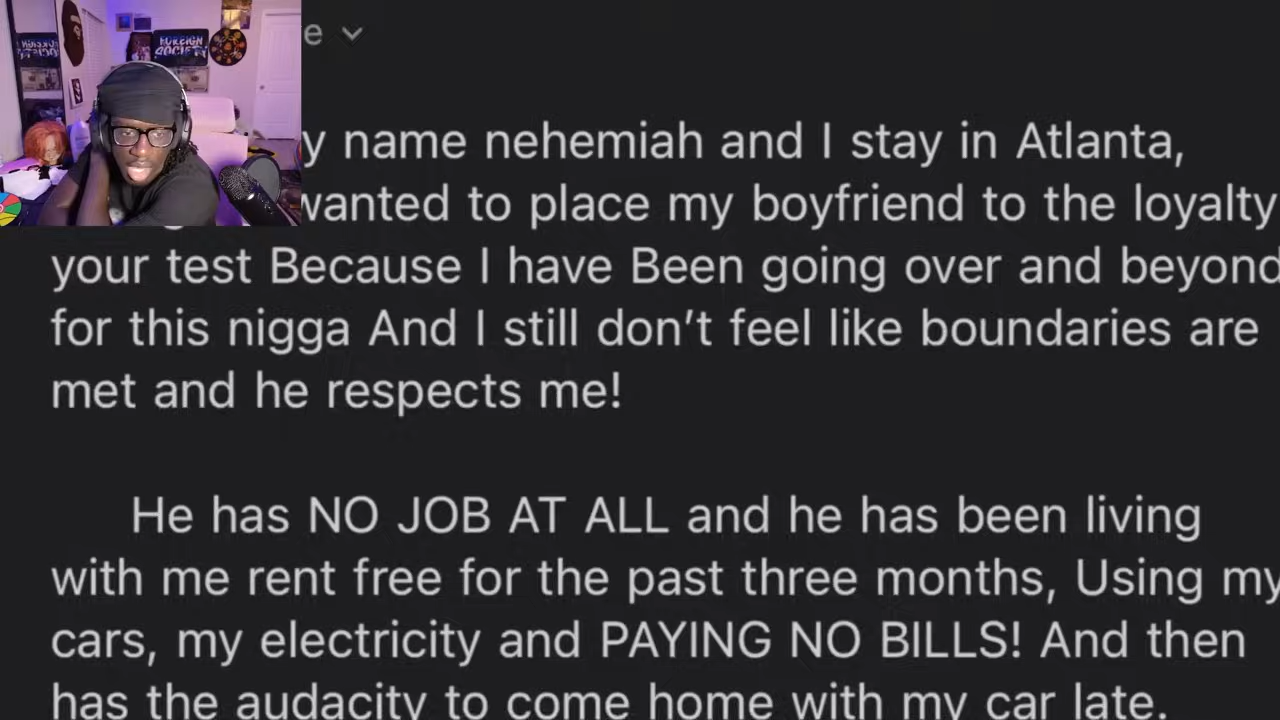 FOREIGN
SOCIETY
e
y name nehemiah and I stay in Atlanta,
wanted to place my boyfriend to the loyalty
your test Because I have Been going over and beyond
for this nigga And I still don't feel like boundaries are
met and he respects me!
He has NO JOB AT ALL and he has been living
with me rent free for the past three months, Using my
cars, my electricity and PAYING NO BILLS! And then
has the audacity to come home with my car late.